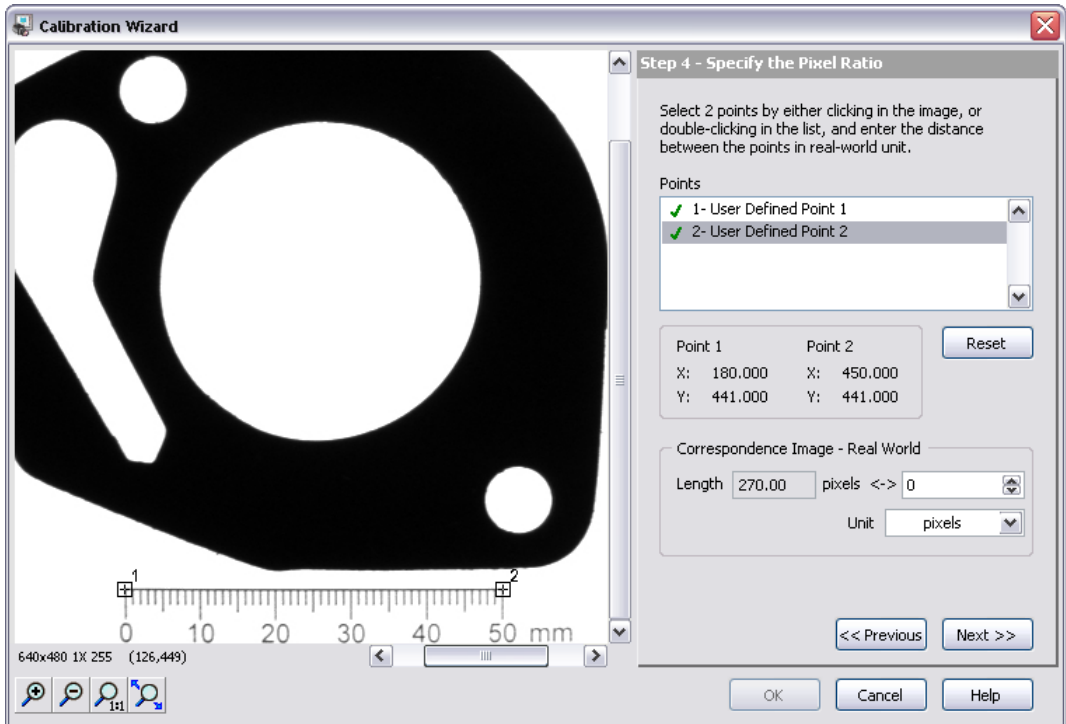 Calibration Wizard
Step 4 - Specify the Pixel Ratio
Select 2 points by either clicking in the image, or
double-clicking in the list, and enter the distance
between the points in real-world unit.
Points
1- User Defined Point 1
2- User Defined Point 2
Point 1 Point 2
X: 180.000 X: 450.000
Y: 441.000 Y: 441.000
Reset
Correspondence Image - Real World
Length 270.00 pixels <-> 0
Unit pixels
1 2
0 10 20 30 40 50 mm
<< Previous Next >>
640x480 1X 255 (126,449)
1:1
OK Cancel Help